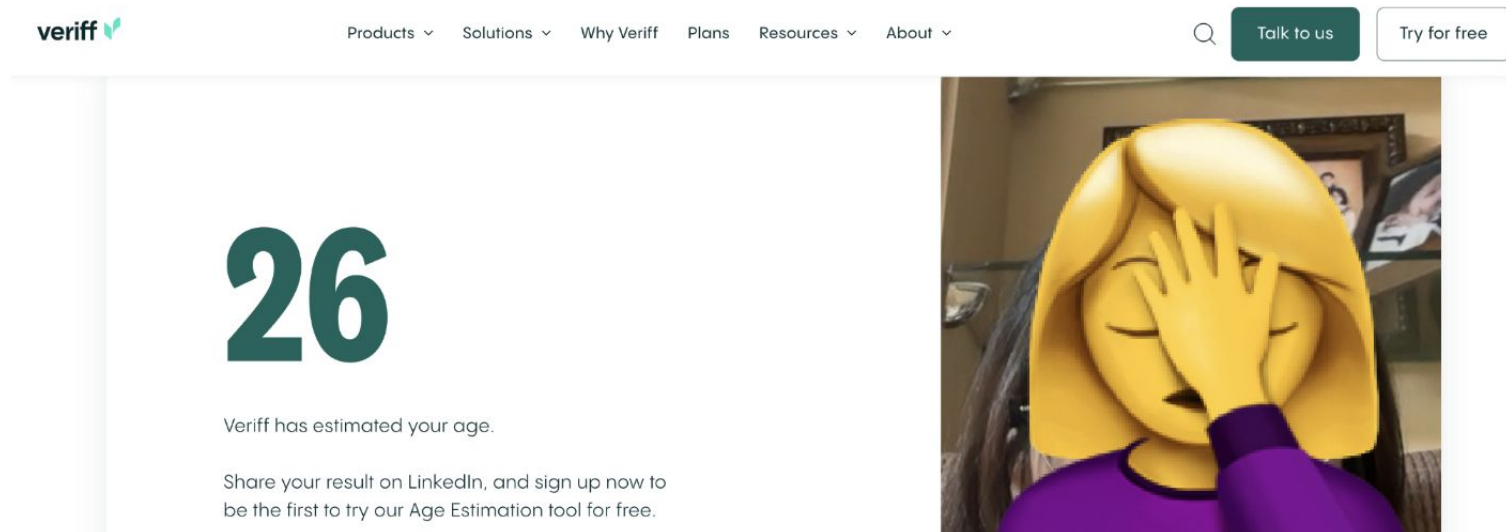 veriff
Products Solutions Why Veriff Plans Resources About Talk to us Try for free
26
Veriff has estimated your age.
Share your result on LinkedIn, and sign up now to
be the first to try our Age Estimation tool for free.